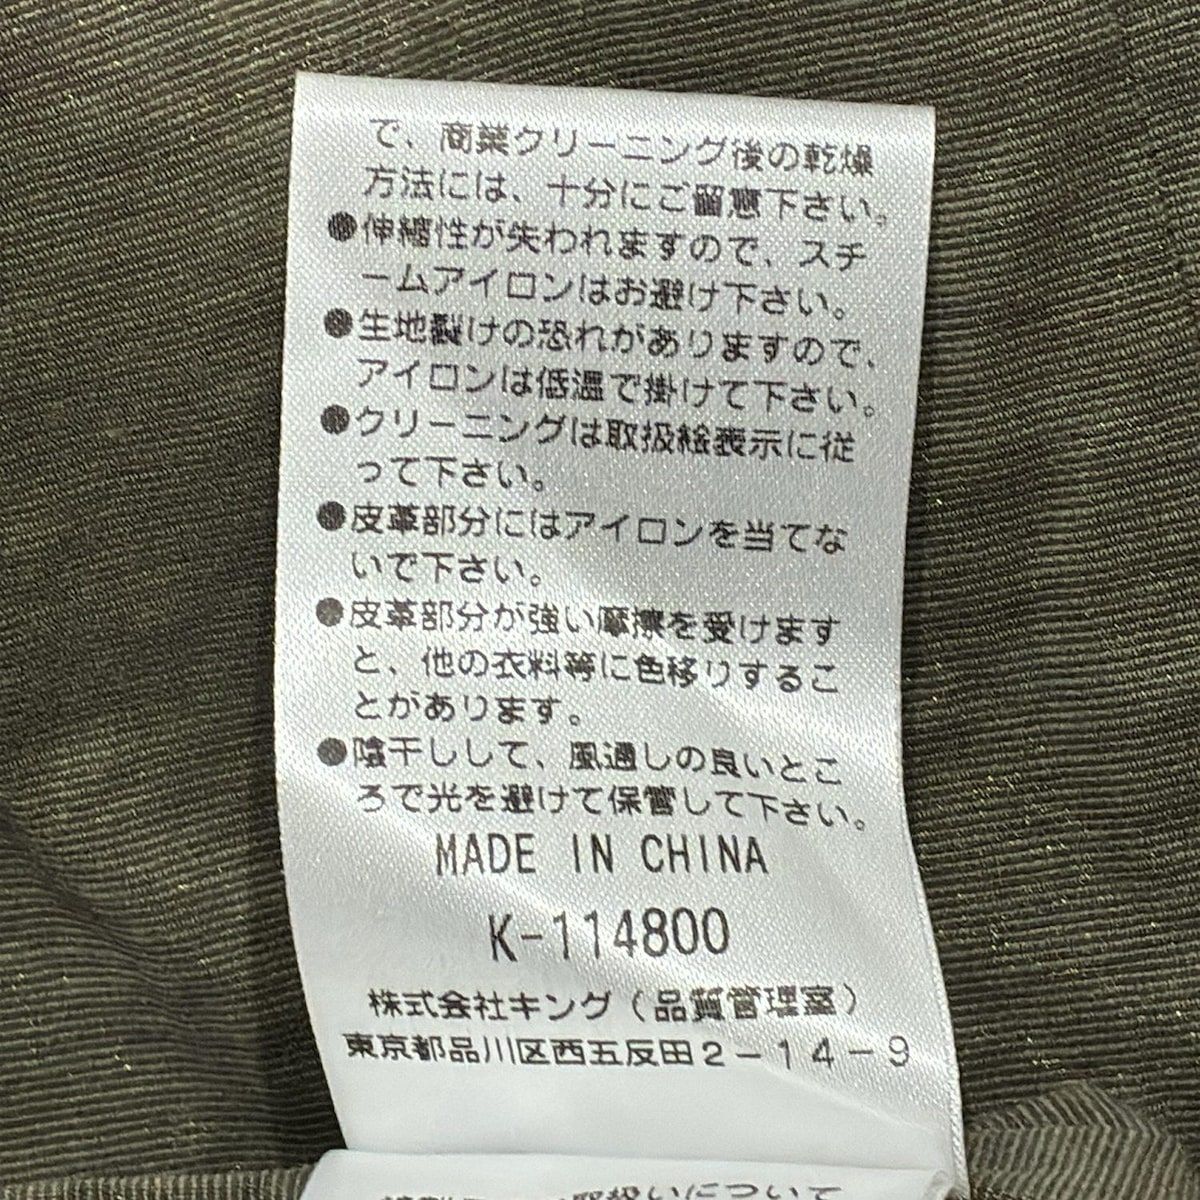 で、商業クリーニング後の乾燥
方法には、十分にご留意下さい。
●伸縮性が失われますので、スチ
ームアイロンはお避け下さい。
●生地裂けの恐れがありますので、
アイロンは低温で掛けて下さい。
●クリーニングは取扱絵表示に従
って下さい。
●皮革部分にはアイロンを当てな
いで下さい。
●皮革部分が強い摩擦を受けます
と、他の衣料等に色移りするこ
とがあります。
●陰干しして、風通しの良いとこ
ろで光を避けて保管して下さい。
MADE IN CHINA
K-114800
株式会社キング(品質管理室)
東京都品川区西五反田2-14-9
取扱いについて